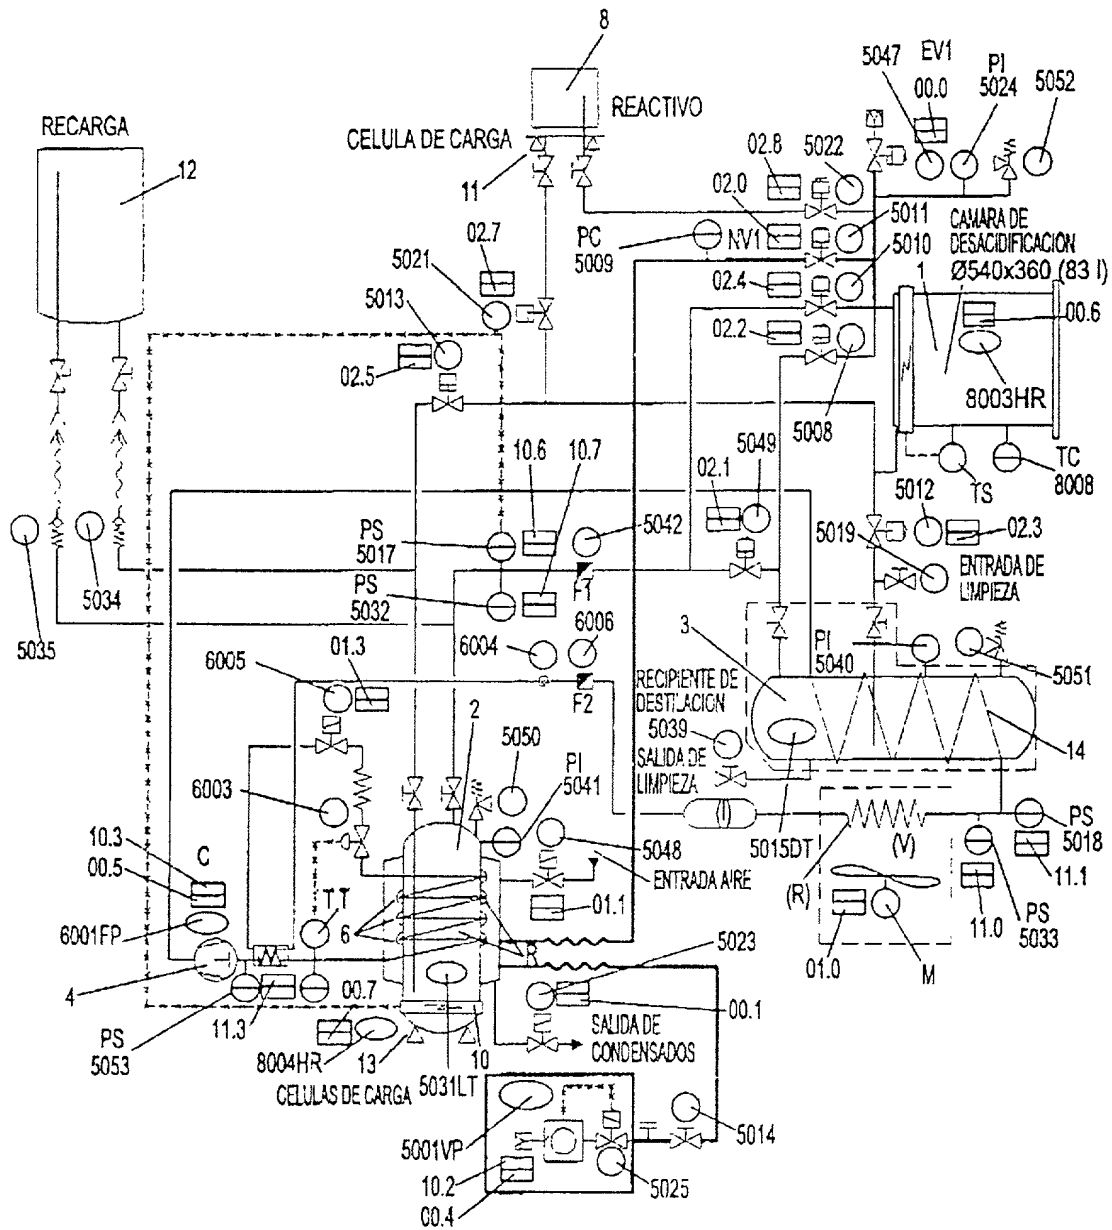 8
EV1
5047
00.0
PI
5024
5052
RECARGA
12
REACTIVO
CELULA DE CARGA
11
02.8
5022
02.0
5011
5010
02.7
5021
5013
PC
5009
NV1
02.4
02.2
CAMARA DE
DESACIDIFICACION
Ø540x360 (83 l)
1
00.6
8003HR
02.5
5008
5049
02.1
TS
TC
8008
10.6
10.7
5042
5012
02.3
5019
ENTRADA DE
LIMPIEZA
PS
5017
F1
PS
5032
5035
5034
6004
6006
3
PI
5040
5051
6005
01.3
F2
RECIPIENTE DE
DESTILACION
5039
SALIDA DE
LIMPIEZA
14
2
5050
PI
5041
6003
5048
ENTRADA AIRE
5015DT
(V)
(R)
PS
5018
11.1
10.3
C
00.5
6001FP
TT
6
01.1
01.0
M
11.0
PS
5033
4
5023
11.3
00.7
00.1
PS
5053
8004HR
13
10
SALIDA DE
CONDENSADOS
CELULAS DE CARGA
5031LT
5001VP
5014
10.2
00.4
5025